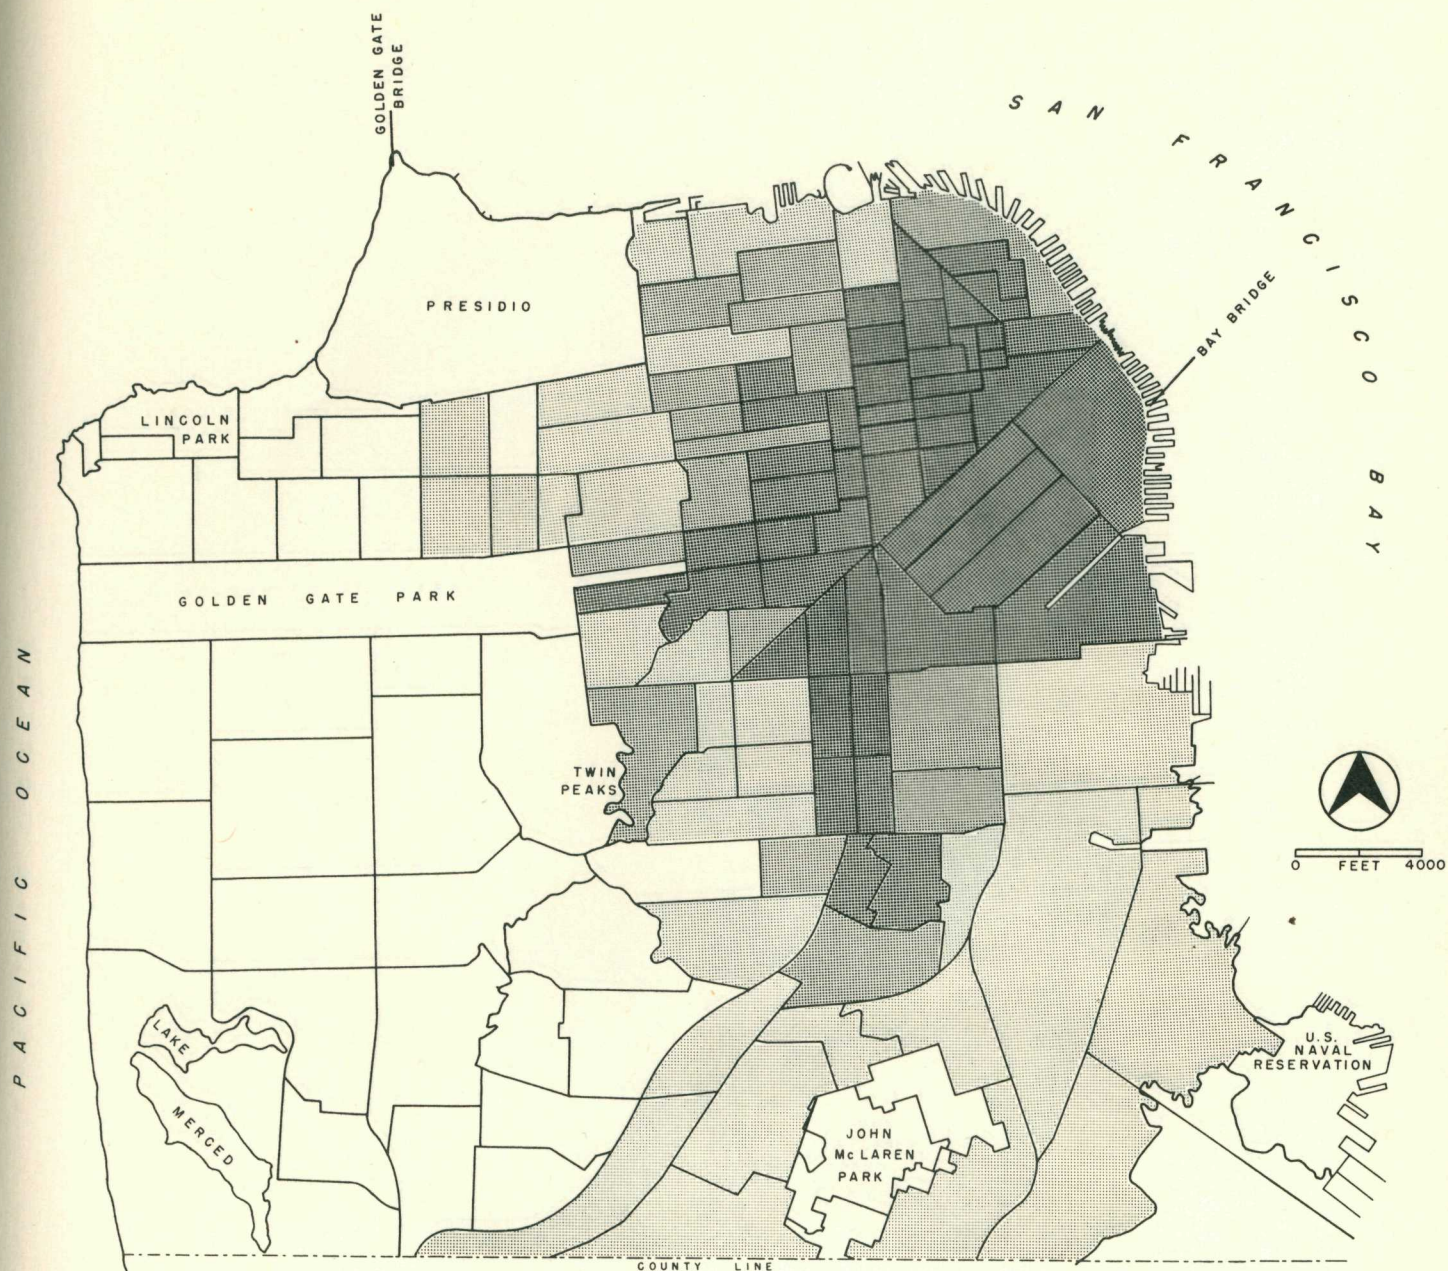 GOLDEN GATE
BRIDGE
SAN FRANCISCO BAY
BAY BRIDGE
PRESIDIO
LINCOLN
PARK
GOLDEN GATE PARK
PACIFIC OCEAN
TWIN
PEAKS
0 FEET 4000
LAKE
MERCED
U.S.
NAVAL
RESERVATION
JOHN
McLAREN
PARK
COUNTY LINE